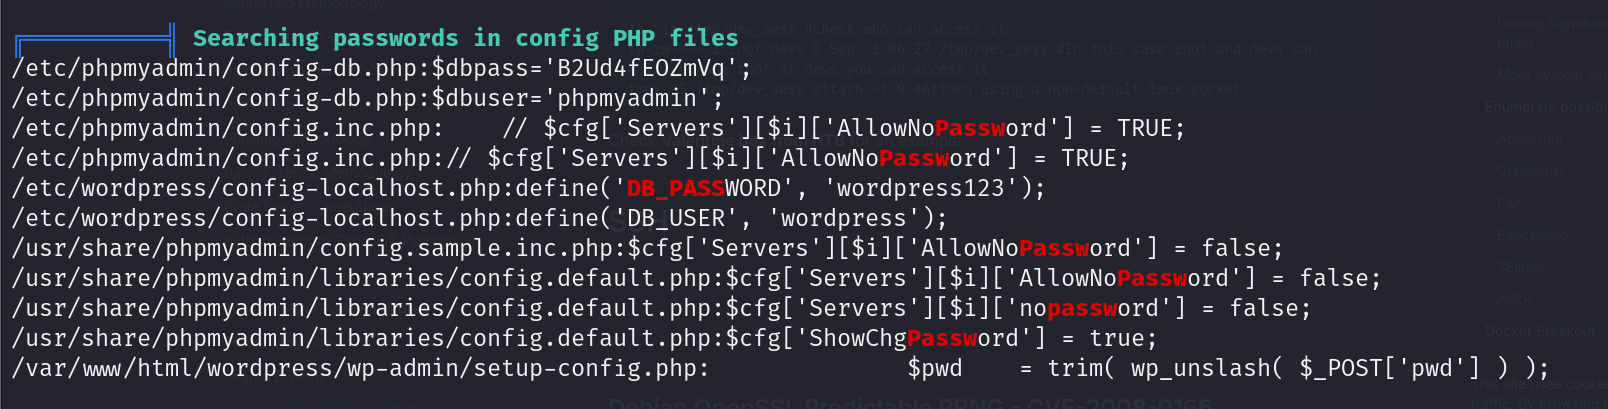 Searching passwords in config PHP files
/etc/phpmyadmin/config-db.php:$dbpass='B2Ud4fEOZmVq';
/etc/phpmyadmin/config-db.php:$dbuser='phpmyadmin';
/etc/phpmyadmin/config.inc.php:    // $cfg['Servers'][$i]['AllowNoPassword'] = TRUE;
/etc/phpmyadmin/config.inc.php:// $cfg['Servers'][$i]['AllowNoPassword'] = TRUE;
/etc/wordpress/config-localhost.php:define('DB_PASSWORD', 'wordpress123');
/etc/wordpress/config-localhost.php:define('DB_USER', 'wordpress');
/usr/share/phpmyadmin/config.sample.inc.php:$cfg['Servers'][$i]['AllowNoPassword'] = false;
/usr/share/phpmyadmin/libraries/config.default.php:$cfg['Servers'][$i]['AllowNoPassword'] = false;
/usr/share/phpmyadmin/libraries/config.default.php:$cfg['Servers'][$i]['nopassword'] = false;
/usr/share/phpmyadmin/libraries/config.default.php:$cfg['ShowChgPassword'] = true;
/var/www/html/wordpress/wp-admin/setup-config.php:              $pwd    = trim( wp_unslash( $_POST['pwd'] ) );